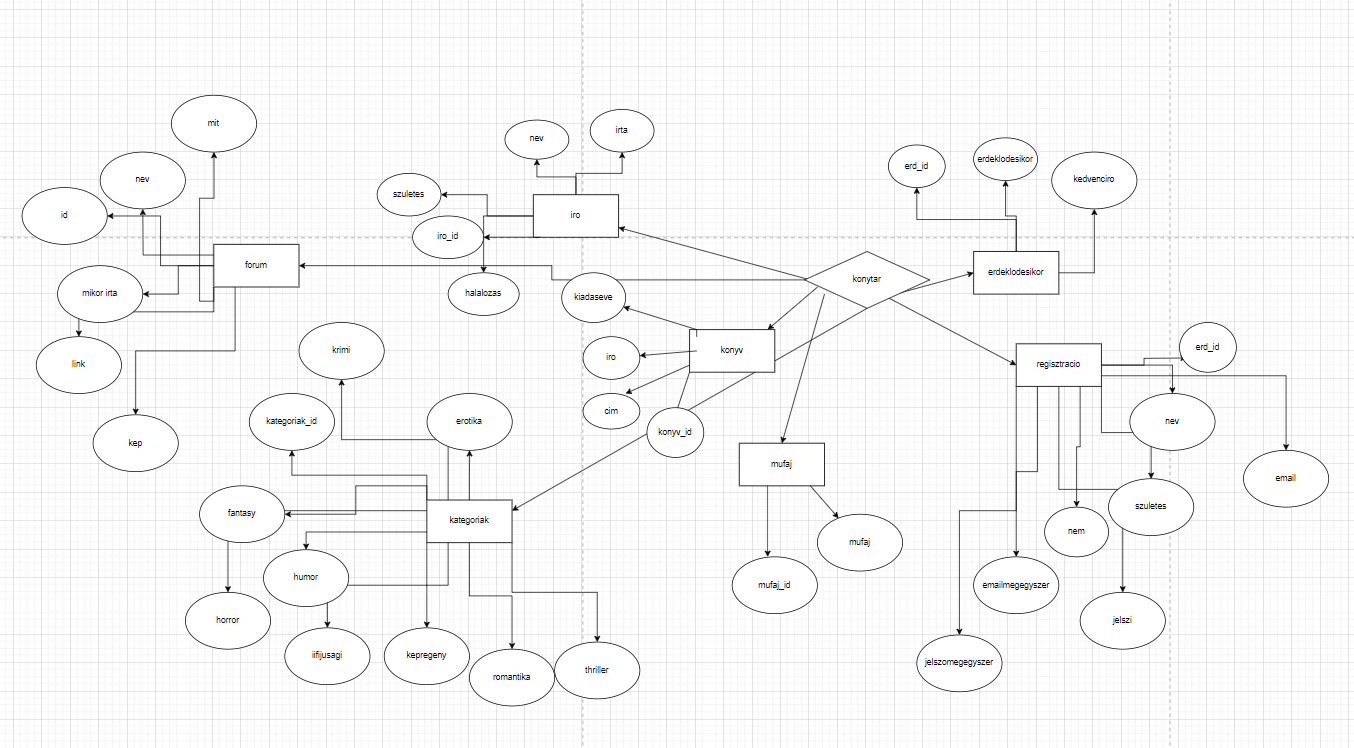 mit
nev
id
forum
mikor irta
link
kep
nev
irta
szuletes
iro
iro_id
halalozas
erd_id
erdeklodesikor
kedvenciro
erdeklodesikor
konytar
kiadaseve
iro
konyv
cim
konyv_id
regisztracio
erd_id
nev
email
szuletes
nem
emailmegegyszer
jelszi
jelszomegegyszer
mufaj
mufaj
mufaj_id
krimi
kategoriak_id
erotika
fantasy
kategoriak
humor
horror
iifijusagi
kepregeny
romantika
thriller